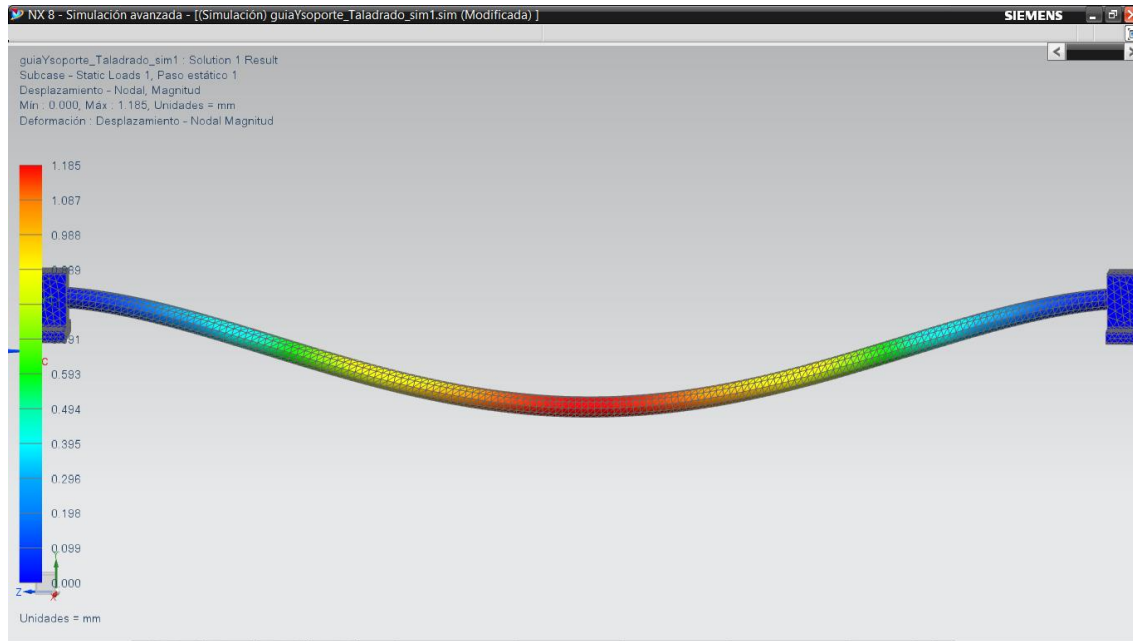 NX 8 - Simulación avanzada - [(Simulación) guiaYsoporte_Taladrado_sim1.sim (Modificada) ]
SIEMENS
guiaYsoporte_Taladrado_sim1 : Solution 1 Result
Subcase - Static Loads 1, Paso estático 1
Desplazamiento - Nodal, Magnitud
Mín : 0.000, Máx : 1.185, Unidades = mm
Deformación : Desplazamiento - Nodal Magnitud
1.185
1.087
0.988
C
0.593
0.494
0.395
0.296
0.198
0.099
0.000
Y
Z
X
Unidades = mm